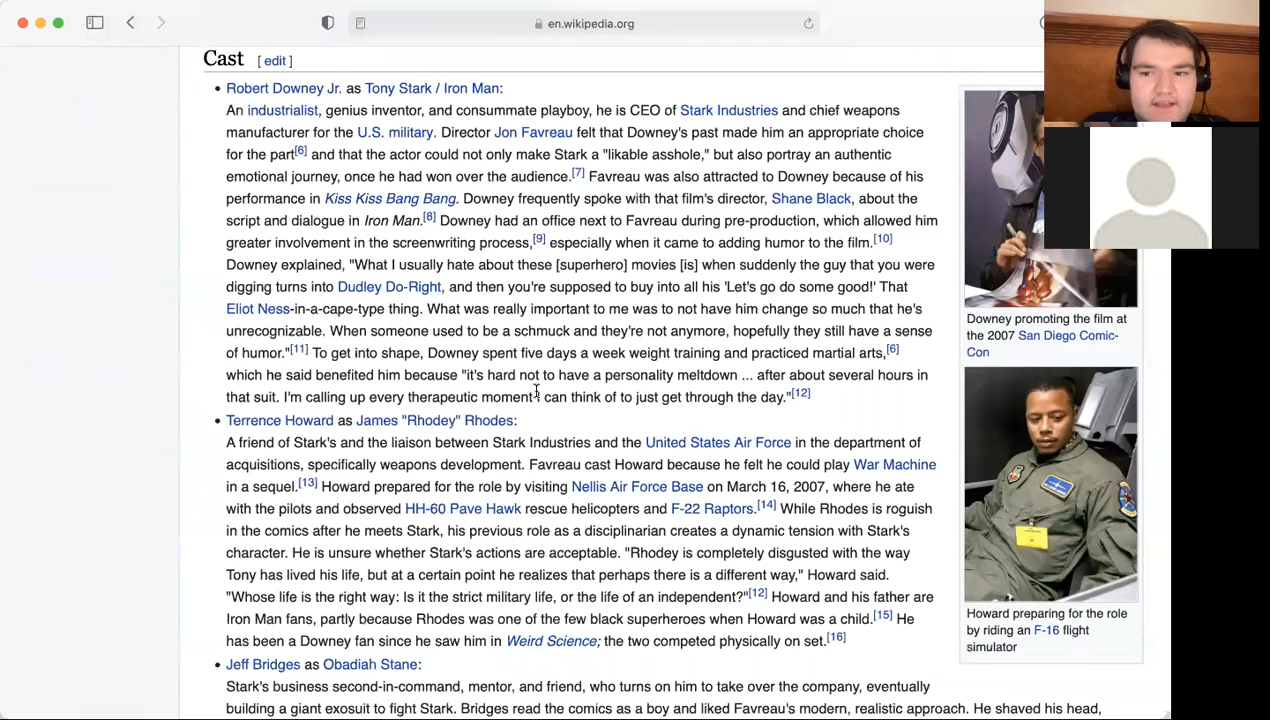 en.wikipedia.org
Cast [ edit ]
• Robert Downey Jr. as Tony Stark / Iron Man:
An industrialist, genius inventor, and consummate playboy, he is CEO of Stark Industries and chief weapons
manufacturer for the U.S. military. Director Jon Favreau felt that Downey's past made him an appropriate choice
for the part[6] and that the actor could not only make Stark a "likable asshole," but also portray an authentic
emotional journey, once he had won over the audience.[7] Favreau was also attracted to Downey because of his
performance in Kiss Kiss Bang Bang. Downey frequently spoke with that film's director, Shane Black, about the
script and dialogue in Iron Man.[8] Downey had an office next to Favreau during pre-production, which allowed him
greater involvement in the screenwriting process,[9] especially when it came to adding humor to the film.[10]
Downey explained, "What I usually hate about these [superhero] movies [is] when suddenly the guy that you were
digging turns into Dudley Do-Right, and then you're supposed to buy into all his 'Let's go do some good!' That
Eliot Ness-in-a-cape-type thing. What was really important to me was to not have him change so much that he's
unrecognizable. When someone used to be a schmuck and they're not anymore, hopefully they still have a sense
of humor."[11] To get into shape, Downey spent five days a week weight training and practiced martial arts,[6]
which he said benefited him because "it's hard not to have a personality meltdown ... after about several hours in
that suit. I'm calling up every therapeutic moment I can think of to just get through the day."[12]
• Terrence Howard as James "Rhodey" Rhodes:
A friend of Stark's and the liaison between Stark Industries and the United States Air Force in the department of
acquisitions, specifically weapons development. Favreau cast Howard because he felt he could play War Machine
in a sequel.[13] Howard prepared for the role by visiting Nellis Air Force Base on March 16, 2007, where he ate
with the pilots and observed HH-60 Pave Hawk rescue helicopters and F-22 Raptors.[14] While Rhodes is roguish
in the comics after he meets Stark, his previous role as a disciplinarian creates a dynamic tension with Stark's
character. He is unsure whether Stark's actions are acceptable. "Rhodey is completely disgusted with the way
Tony has lived his life, but at a certain point he realizes that perhaps there is a different way," Howard said.
"Whose life is the right way: Is it the strict military life, or the life of an independent?"[12] Howard and his father are
Iron Man fans, partly because Rhodes was one of the few black superheroes when Howard was a child.[15] He
has been a Downey fan since he saw him in Weird Science; the two competed physically on set.[16]
• Jeff Bridges as Obadiah Stane:
Stark's business second-in-command, mentor, and friend, who turns on him to take over the company, eventually
building a giant exosuit to fight Stark. Bridges read the comics as a boy and liked Favreau's modern, realistic approach. He shaved his head,
Downey promoting the film at
the 2007 San Diego Comic-
Con
Howard preparing for the role
by riding an F-16 flight
simulator